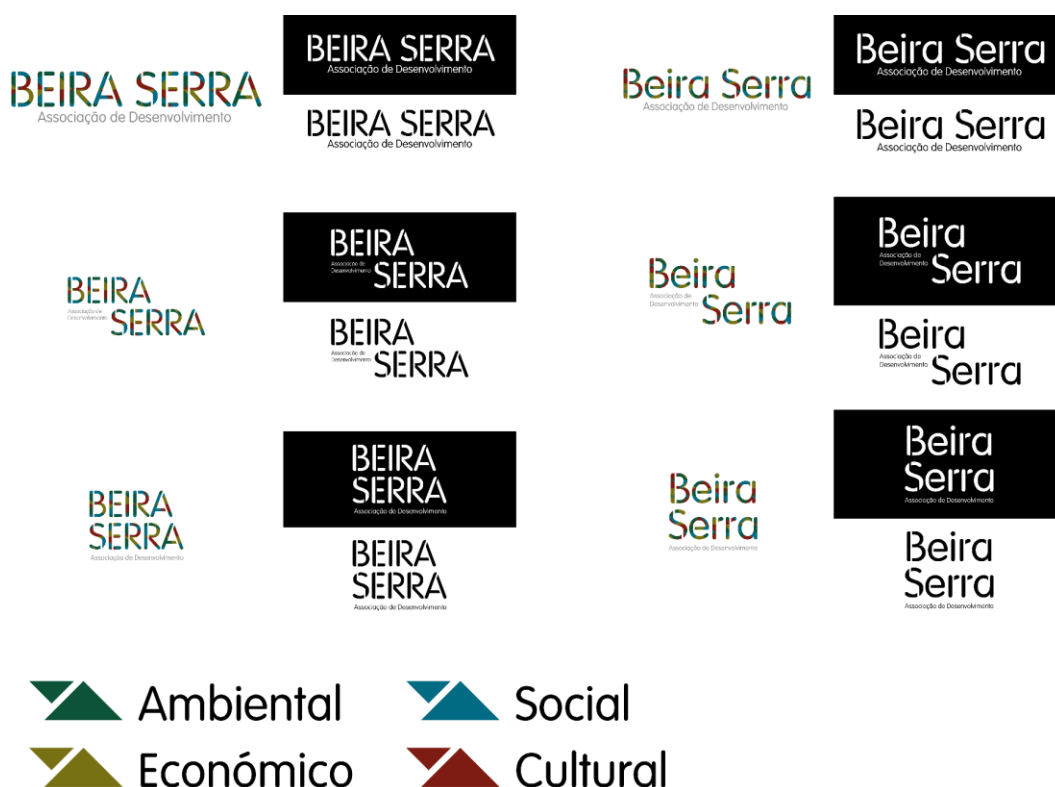 BEIRA SERRA
Associação de Desenvolvimento
BEIRA SERRA
Associação de Desenvolvimento
BEIRA SERRA
Associação de Desenvolvimento
Beira Serra
Associação de Desenvolvimento
Beira Serra
Associação de Desenvolvimento
Beira Serra
Associação de Desenvolvimento
BEIRA
Associação de
Desenvolvimento
SERRA
BEIRA
Associação de
Desenvolvimento
SERRA
BEIRA
Associação de
Desenvolvimento
SERRA
Beira
Associação de
Desenvolvimento
Serra
Beira
Associação de
Desenvolvimento
Serra
Beira
Associação de
Desenvolvimento
Serra
BEIRA
SERRA
Associação de Desenvolvimento
BEIRA
SERRA
Associação de Desenvolvimento
BEIRA
SERRA
Associação de Desenvolvimento
Beira
Serra
Associação de Desenvolvimento
Beira
Serra
Associação de Desenvolvimento
Beira
Serra
Associação de Desenvolvimento
Ambiental
Social
Económico
Cultural